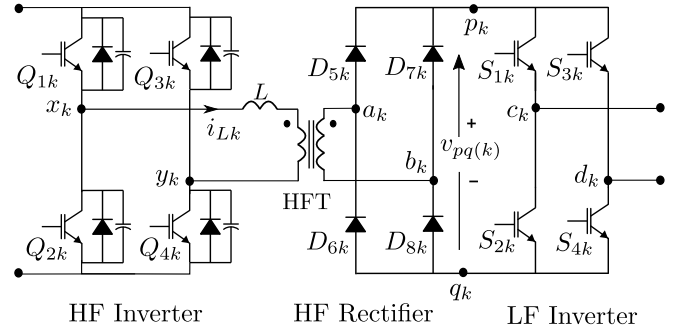 Q1k
Q3k
xk
iLk
L
yk
Q2k
Q4k
HFT
D5k
D7k
ak
bk
D6k
D8k
pk
+
vpq(k)
−
qk
S1k
S3k
ck
dk
S2k
S4k
HF Inverter
HF Rectifier
LF Inverter